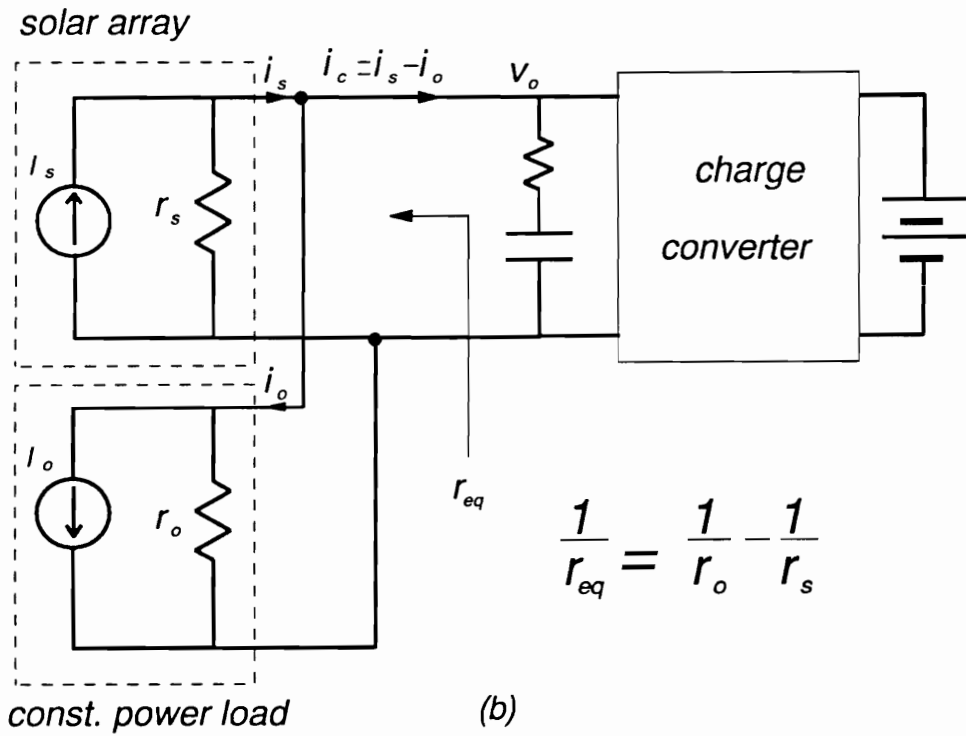 solar array
i_s
i_c = i_s - i_o
v_o
I_s
r_s
charge
converter
i_o
I_o
r_o
r_eq
1/r_eq = 1/r_o - 1/r_s
const. power load
(b)